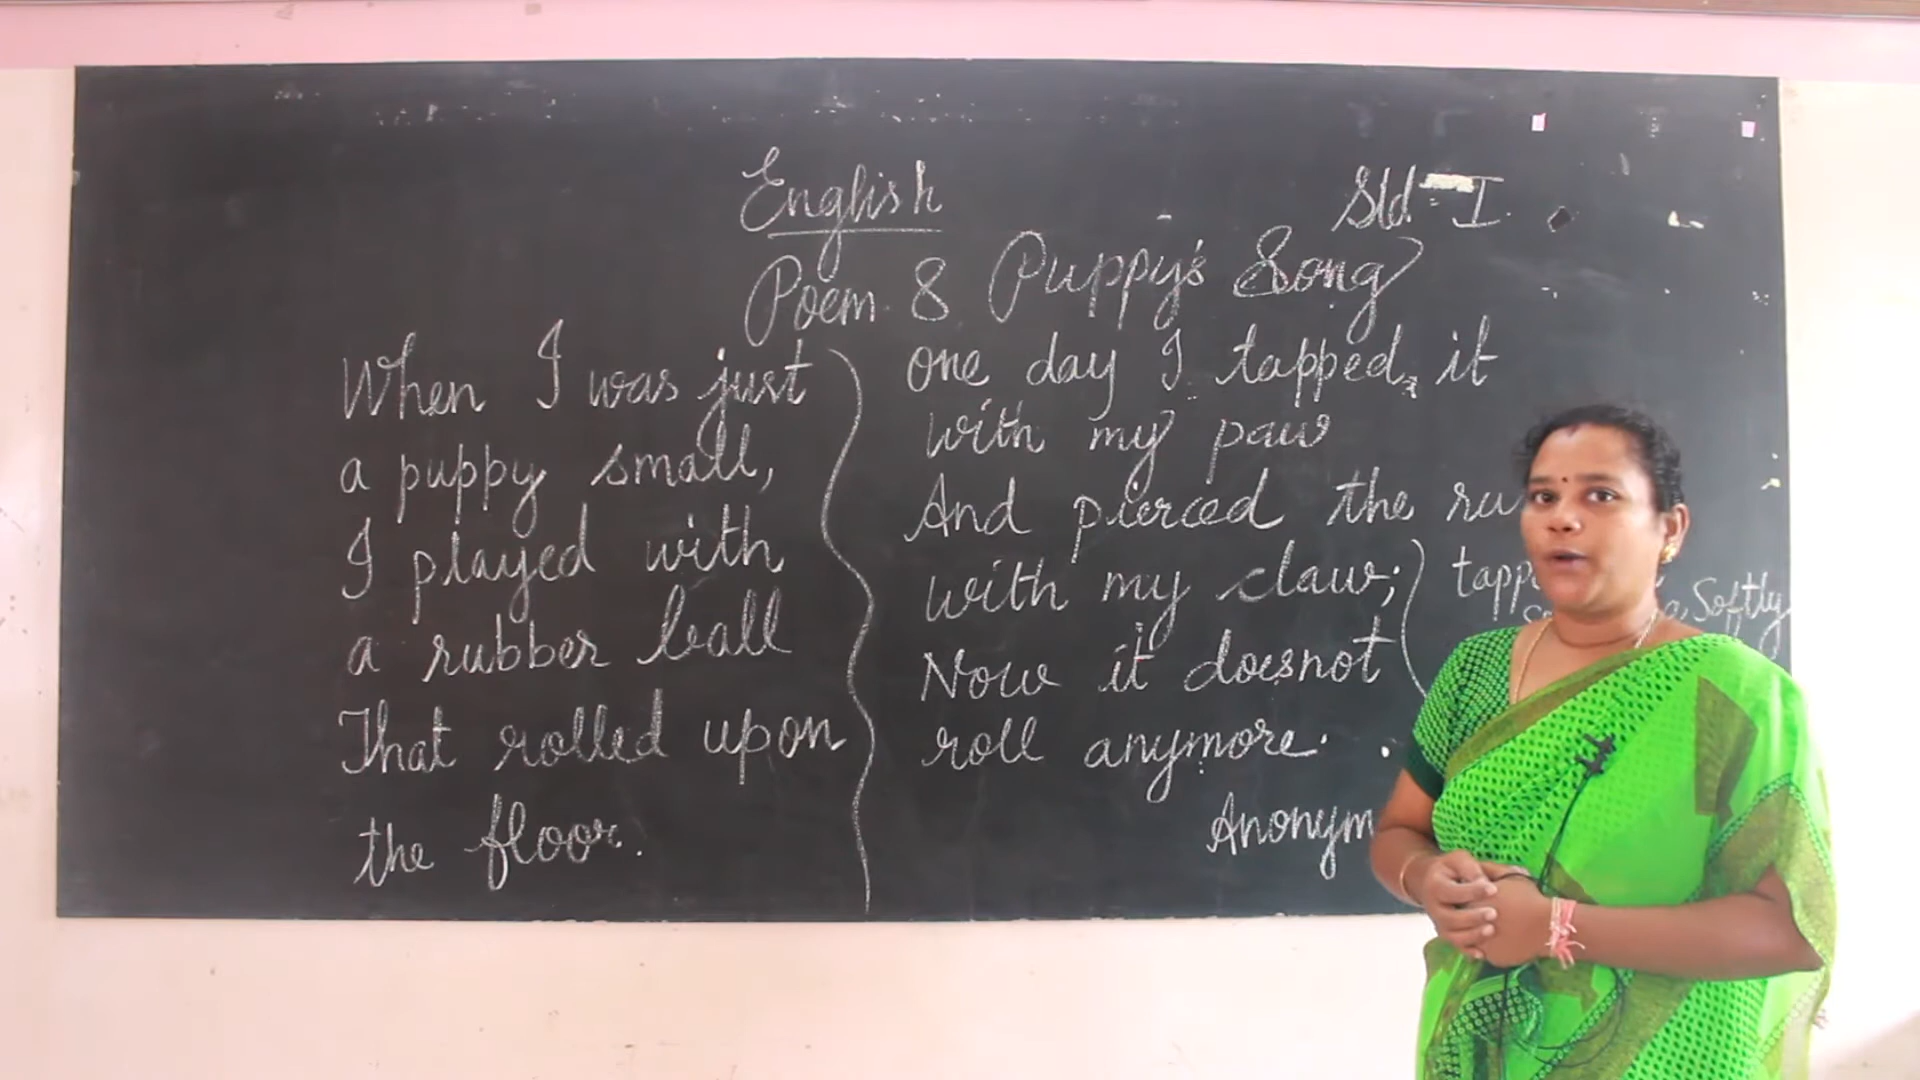 English
Std - I
Poem 8 Puppy's Song
When I was just
a puppy small,
I played with
a rubber ball
That rolled upon
the floor.
one day I tapped, it
with my paw
And pierced the
with my claw;
Now it doesnot
roll anymore.
Softly